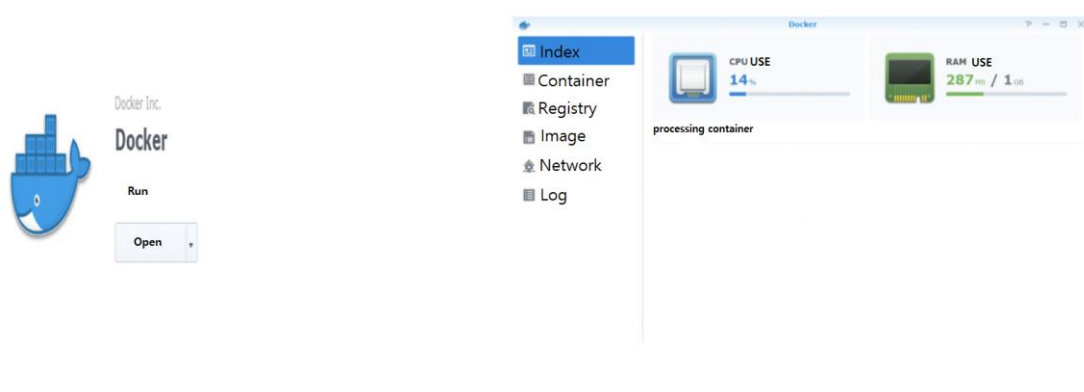 Docker Inc.
Docker
Run
Open
Docker
Index
Container
Registry
Image
Network
Log
CPU USE
14 %
RAM USE
287 MB / 1 GB
processing container